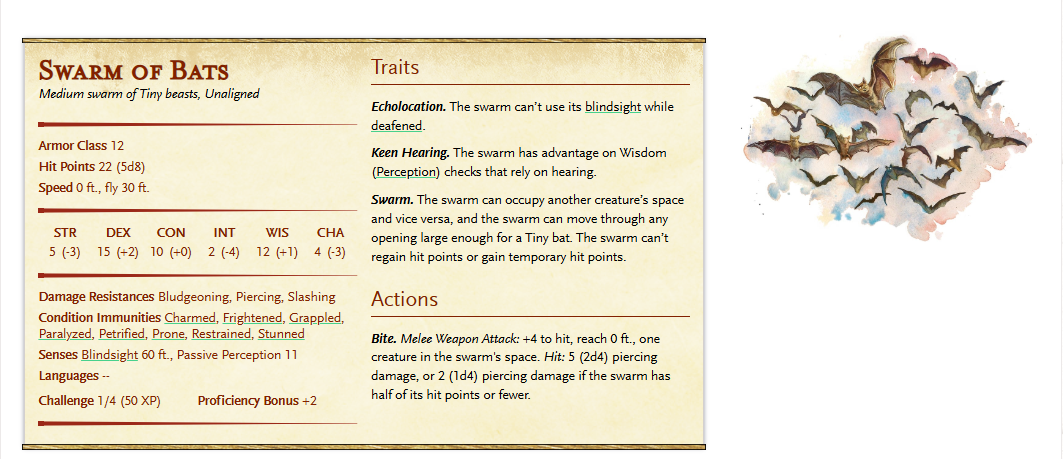 Swarm of Bats
Medium swarm of Tiny beasts, Unaligned
Armor Class 12
Hit Points 22 (5d8)
Speed 0 ft., fly 30 ft.
STR DEX CON INT WIS CHA
5 (-3) 15 (+2) 10 (+0) 2 (-4) 12 (+1) 4 (-3)
Damage Resistances Bludgeoning, Piercing, Slashing
Condition Immunities Charmed, Frightened, Grappled,
Paralyzed, Petrified, Prone, Restrained, Stunned
Senses Blindsight 60 ft., Passive Perception 11
Languages --
Challenge 1/4 (50 XP) Proficiency Bonus +2
Traits
Echolocation. The swarm can’t use its blindsight while
deafened.
Keen Hearing. The swarm has advantage on Wisdom
(Perception) checks that rely on hearing.
Swarm. The swarm can occupy another creature’s space
and vice versa, and the swarm can move through any
opening large enough for a Tiny bat. The swarm can’t
regain hit points or gain temporary hit points.
Actions
Bite. Melee Weapon Attack: +4 to hit, reach 0 ft., one
creature in the swarm’s space. Hit: 5 (2d4) piercing
damage, or 2 (1d4) piercing damage if the swarm has
half of its hit points or fewer.